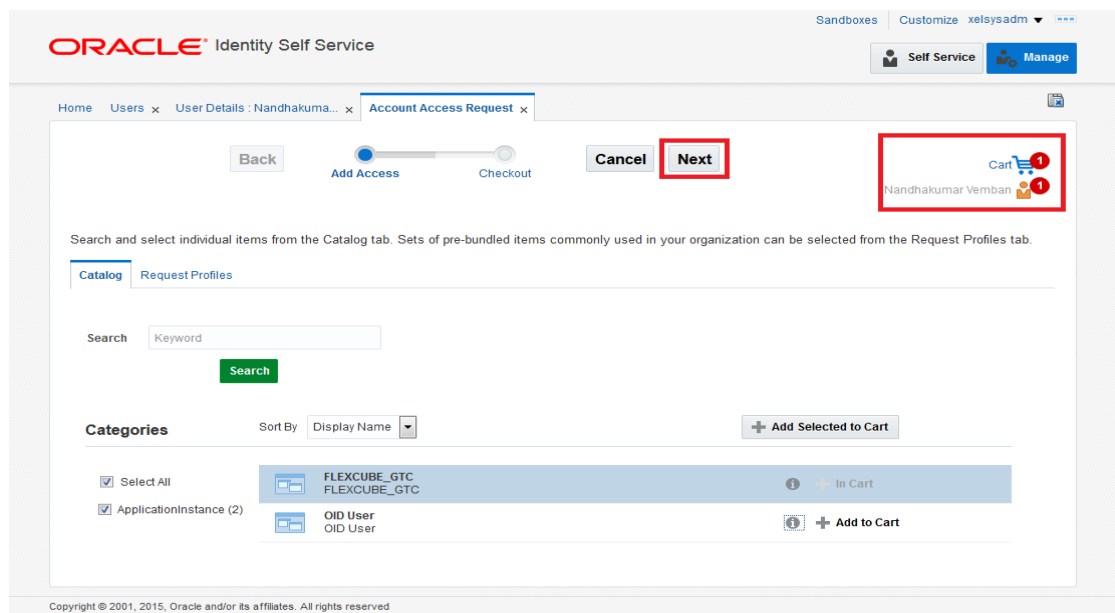 Sandboxes Customize xelsysadm
ORACLE Identity Self Service
Self Service Manage
Home Users x User Details : Nandhakuma... x Account Access Request x
Back Add Access Checkout Cancel Next
Cart 1
Nandhakumar Vemban 1
Search and select individual items from the Catalog tab. Sets of pre-bundled items commonly used in your organization can be selected from the Request Profiles tab.
Catalog Request Profiles
Search Keyword
Search
Categories Sort By Display Name Add Selected to Cart
Select All
ApplicationInstance (2)
FLEXCUBE_GTC
FLEXCUBE_GTC
In Cart
OID User
OID User
Add to Cart
Copyright © 2001, 2015, Oracle and/or its affiliates. All rights reserved